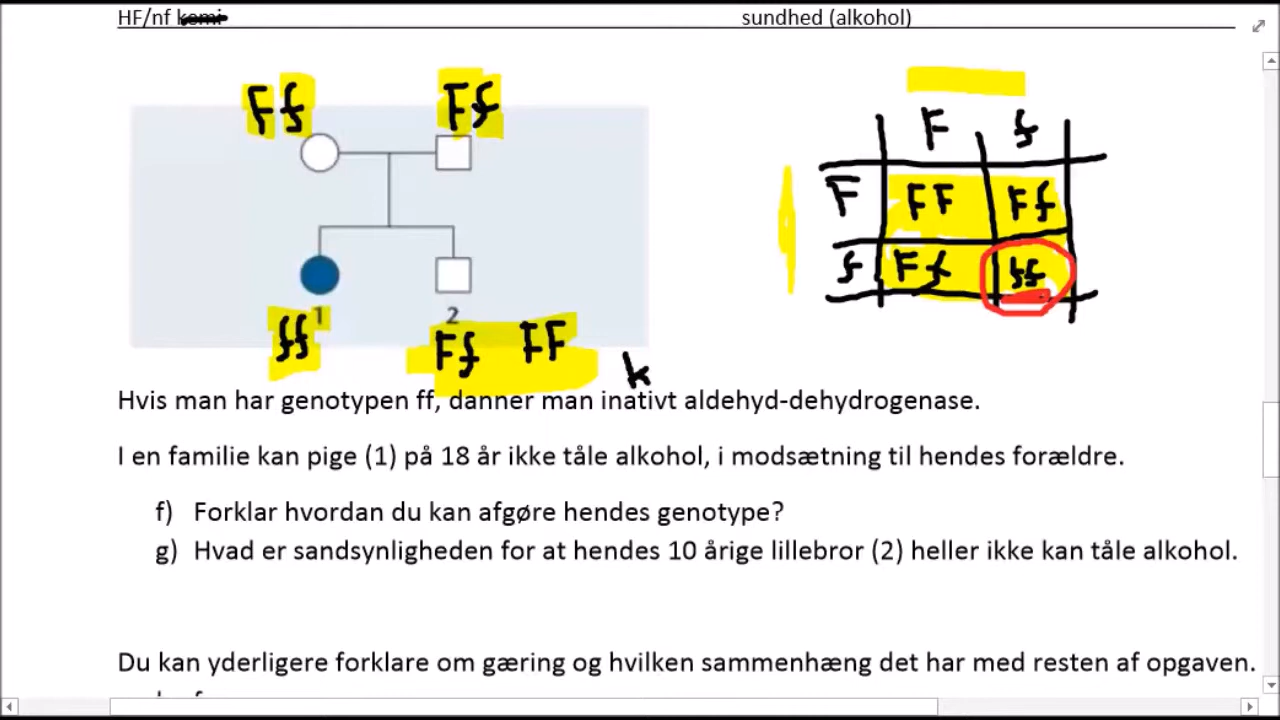 HF/nf kemi sundhed (alkohol)
Ff Ff
F f
F FF Ff
f Ff ff
1 2
ff Ff FF k
Hvis man har genotypen ff, danner man inativt aldehyd-dehydrogenase.
I en familie kan pige (1) på 18 år ikke tåle alkohol, i modsætning til hendes forældre.
f) Forklar hvordan du kan afgøre hendes genotype?
g) Hvad er sandsynligheden for at hendes 10 årige lillebror (2) heller ikke kan tåle alkohol.
Du kan yderligere forklare om gæring og hvilken sammenhæng det har med resten af opgaven.